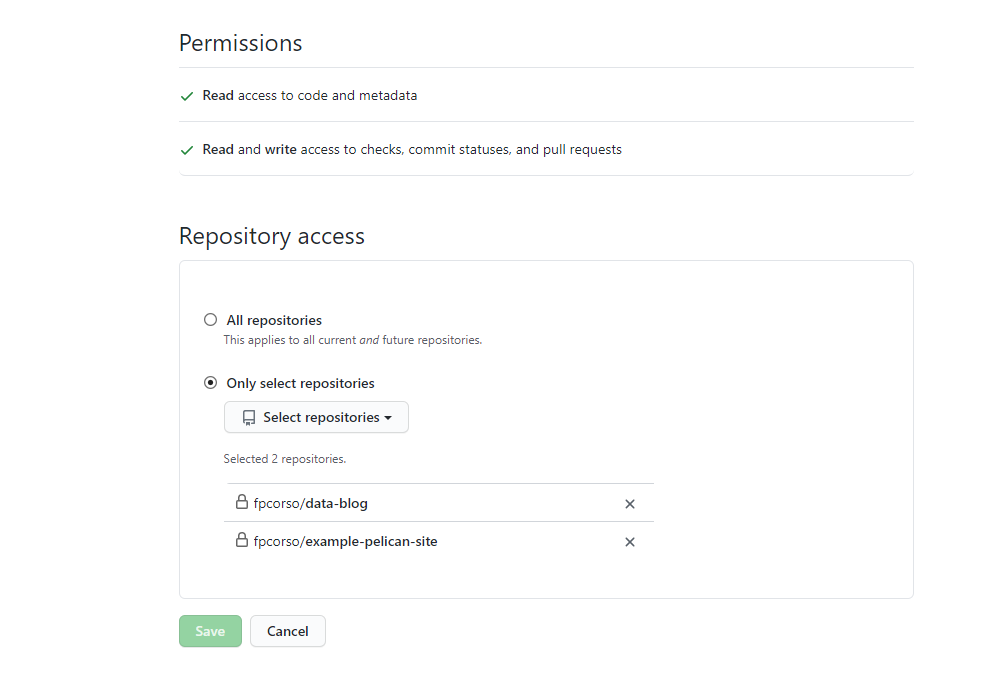 Permissions
Read access to code and metadata
Read and write access to checks, commit statuses, and pull requests
Repository access
All repositories
This applies to all current and future repositories.
Only select repositories
Select repositories
Selected 2 repositories.
fpcorso/data-blog
fpcorso/example-pelican-site
Save Cancel